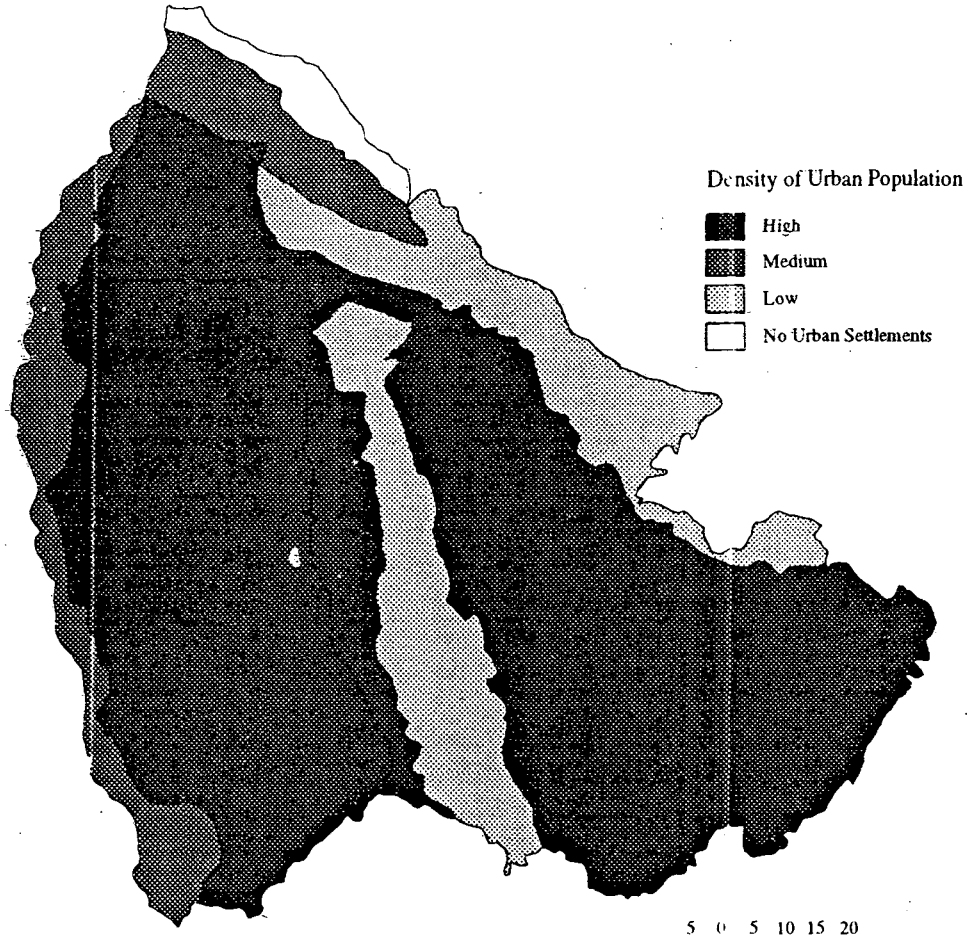 Density of Urban Population
High
Medium
Low
No Urban Settlements
5 0 5 10 15 20